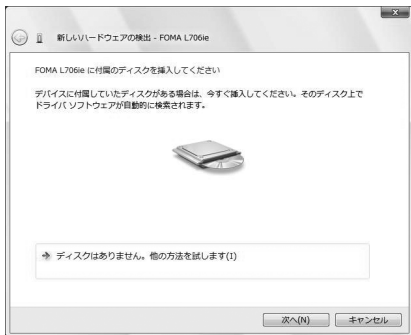 新しいハードウェアの検出 - FOMA L706ie
FOMA L706ie に付属のディスクを挿入してください
デバイスに付属していたディスクがある場合は、今すぐ挿入してください。そのディスク上で
ドライバ ソフトウェアが自動的に検索されます。
ディスクはありません。他の方法を試します(I)
次へ(N)
キャンセル